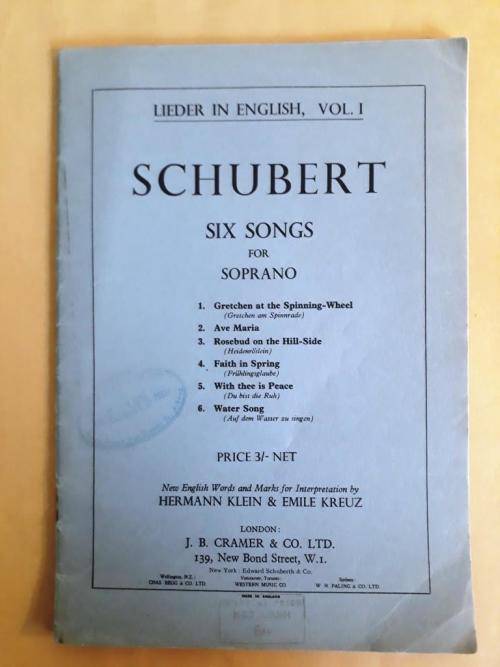 LIEDER IN ENGLISH, VOL. I
SCHUBERT
SIX SONGS
FOR
SOPRANO
1. Gretchen at the Spinning-Wheel
(Gretchen am Spinnrade)
2. Ave Maria
3. Rosebud on the Hill-Side
(Heidenröslein)
4. Faith in Spring
(Frühlingsglaube)
5. With thee is Peace
(Du bist die Ruh)
6. Water Song
(Auf dem Wasser zu singen)
PRICE 3/- NET
New English Words and Marks for Interpretation by
HERMANN KLEIN & EMILE KREUZ
LONDON:
J. B. CRAMER & CO. LTD.
139, New Bond Street, W.1.
New York: Edward Schuberth & Co.
Wellington, N.Z.: Vancouver, Toronto: Sydney:
CHAS. BEGG & CO. LTD. WESTERN MUSIC CO. W. H. PALING & CO. LTD.
MADE IN ENGLAND